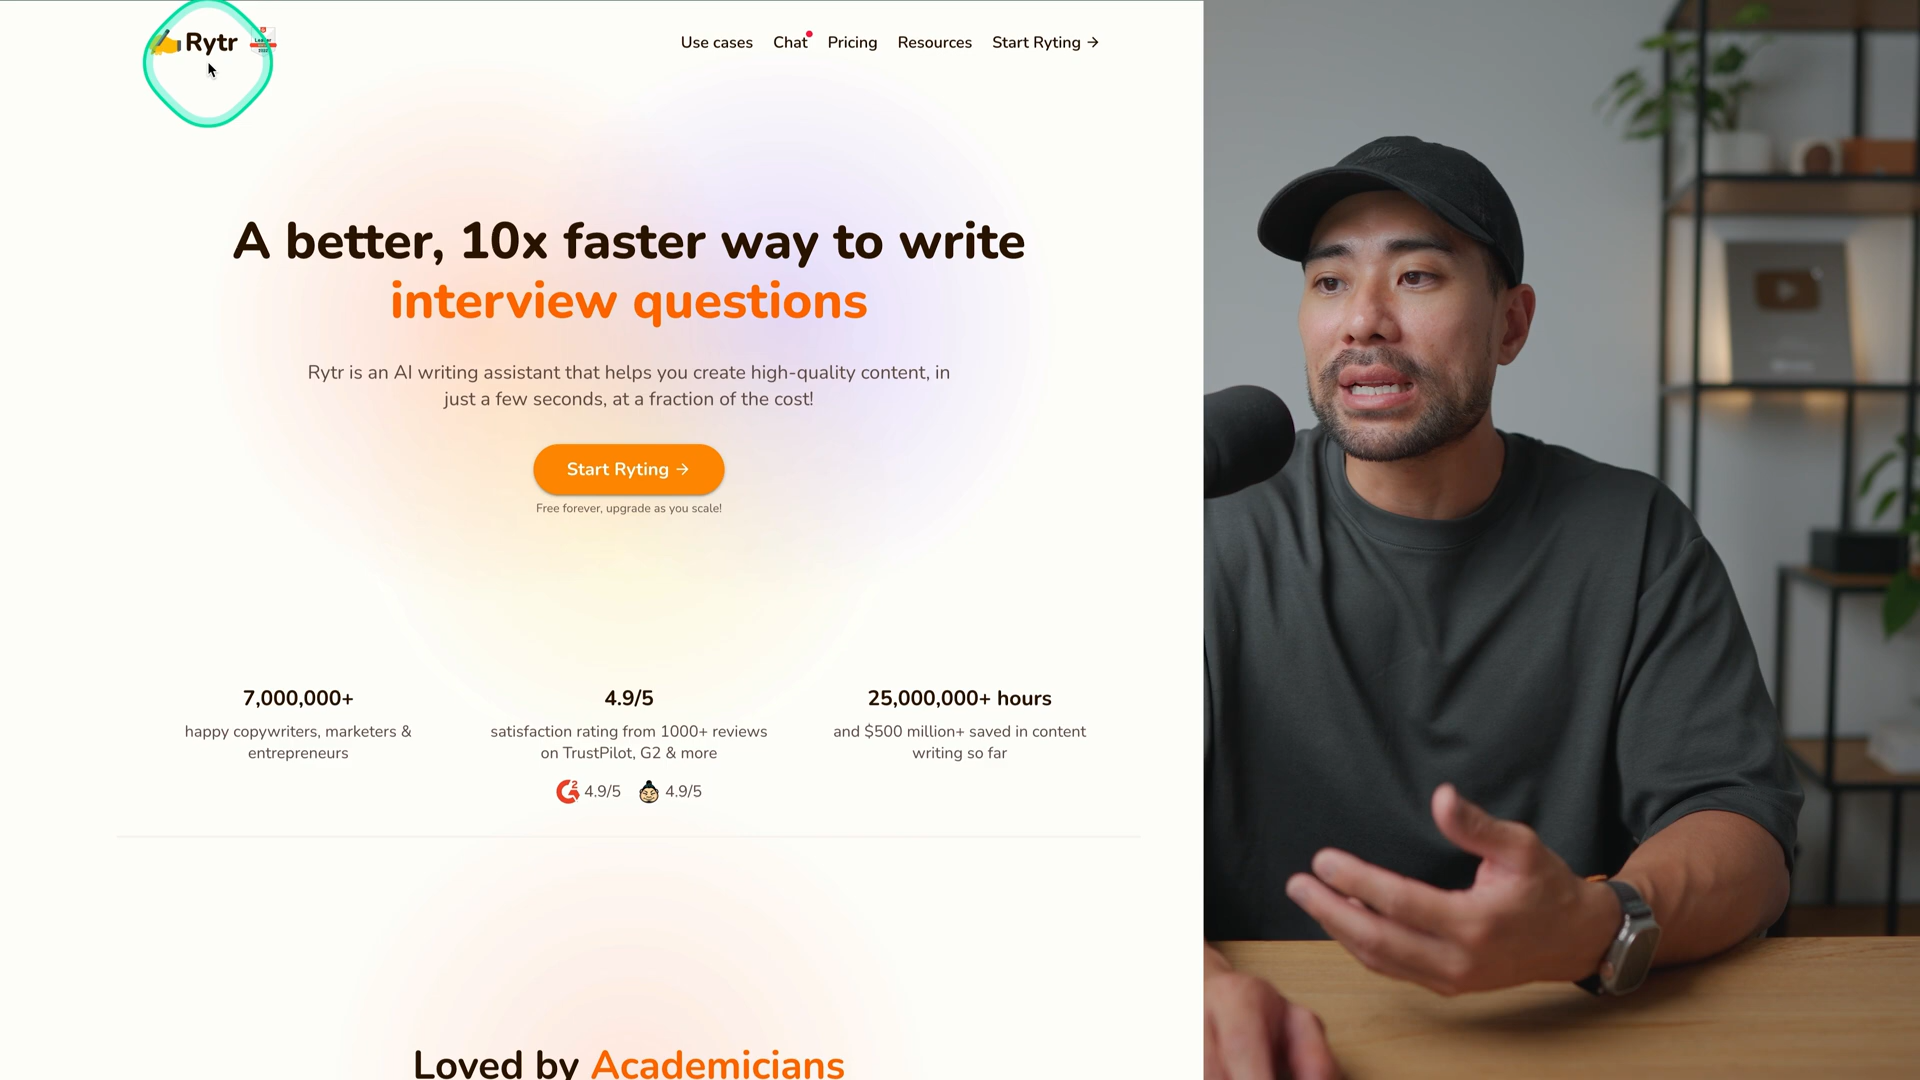 Rytr
Use cases
Chat
Pricing
Resources
Start Ryting →
A better, 10x faster way to write
interview questions
Rytr is an AI writing assistant that helps you create high-quality content, in
just a few seconds, at a fraction of the cost!
Start Ryting →
Free forever, upgrade as you scale!
7,000,000+
happy copywriters, marketers &
entrepreneurs
4.9/5
satisfaction rating from 1000+ reviews
on TrustPilot, G2 & more
4.9/5
4.9/5
25,000,000+ hours
and $500 million+ saved in content
writing so far
Loved by Academicians